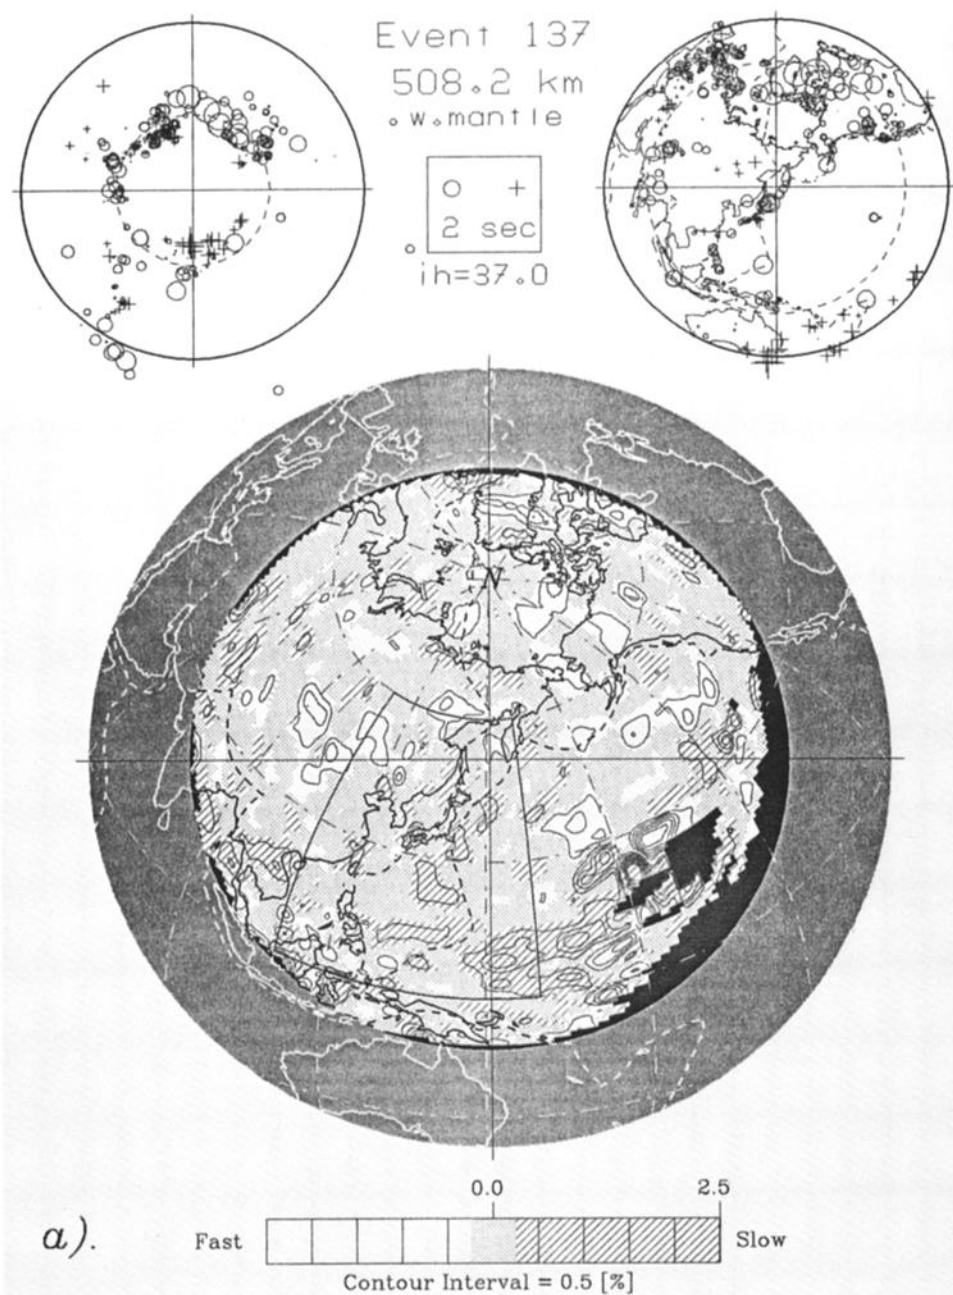 Event 137
508.2 km
o w.mantle
2 sec
ih=37.0
N
0.0 2.5
a).
Fast Slow
Contour Interval = 0.5 [%]